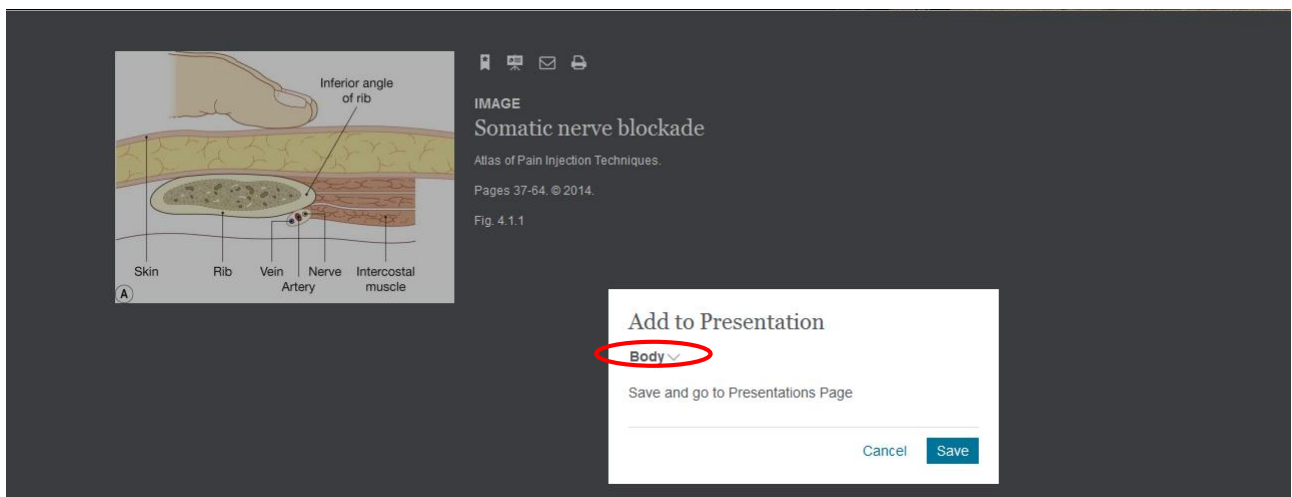 Inferior angle
of rib
Skin
Rib
Vein
Nerve
Intercostal
muscle
Artery
A
IMAGE
Somatic nerve blockade
Atlas of Pain Injection Techniques.
Pages 37-64. © 2014.
Fig. 4.1.1
Add to Presentation
Body
Save and go to Presentations Page
Cancel
Save